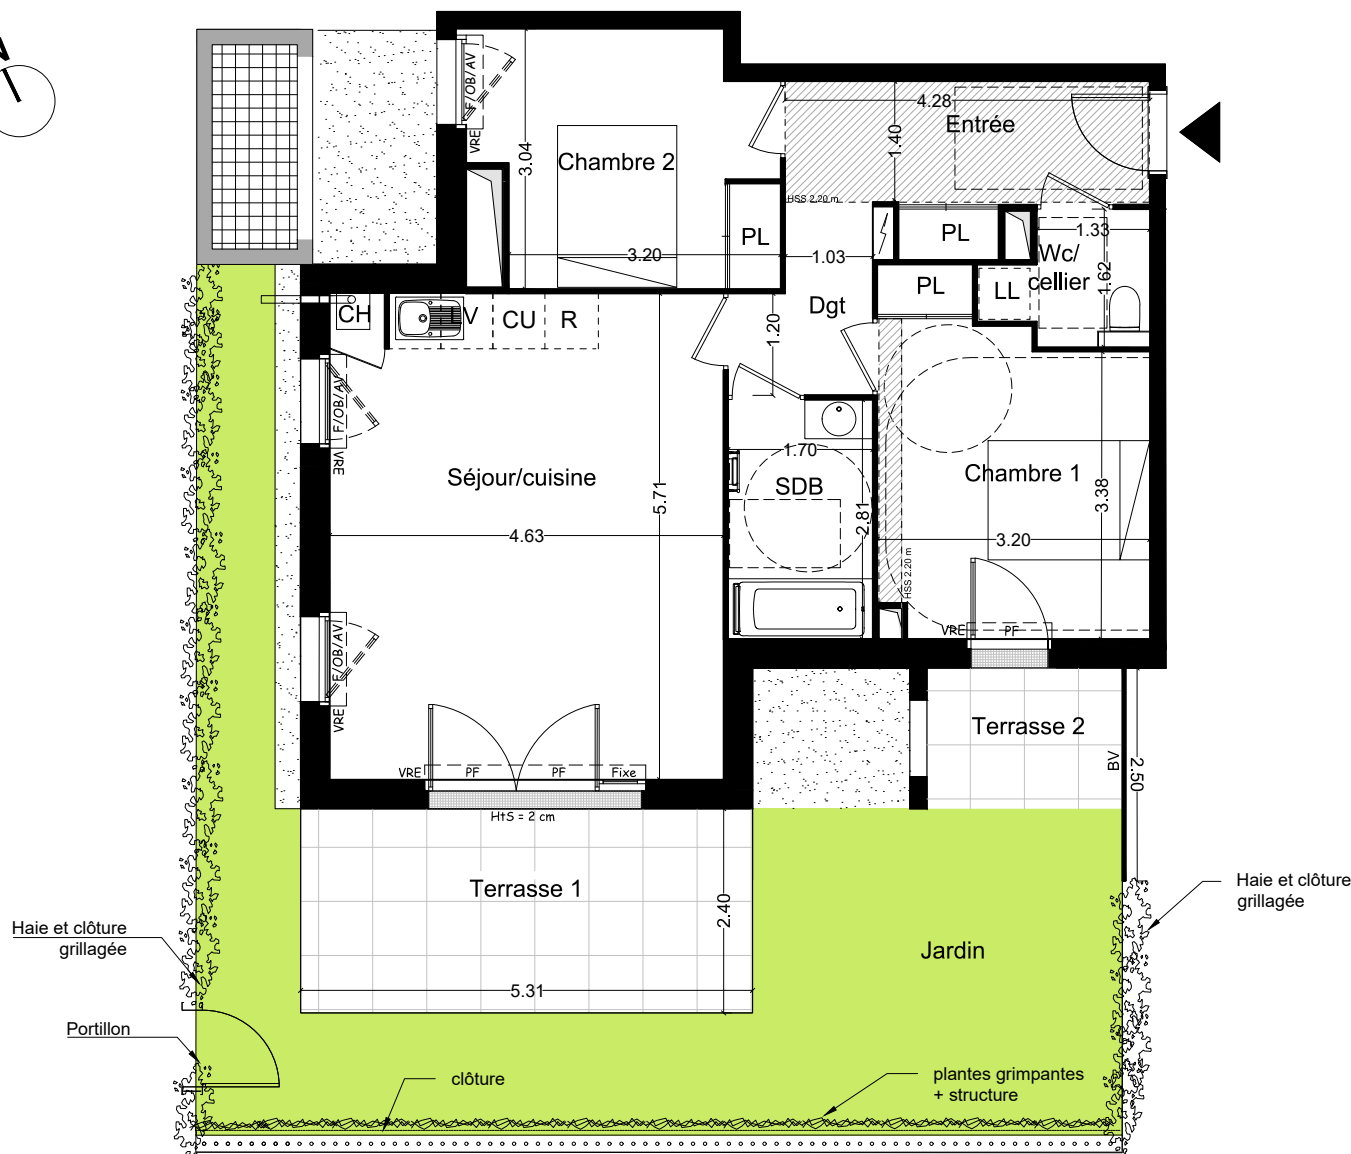 N
F/OB/AV
VRE
Chambre 2
3.04
3.20
PL
4.28
Entrée
1.40
HSS 2.20 m
1.03
PL
PL
LL
1.33
Wc/
cellier
1.62
Dgt
1.20
CH
LV
CU
R
F/OB/AV
VRE
Séjour/cuisine
5.71
4.63
1.70
SDB
2.81
Chambre 1
3.38
3.20
HSS 2.20 m
VRE
PF
F/OB/AV
VRE
VRE
PF
PF
Fixe
HtS = 2 cm
Terrasse 2
BV
2.50
Terrasse 1
2.40
5.31
Jardin
Haie et clôture
grillagée
Haie et clôture
grillagée
Portillon
clôture
plantes grimpantes
+ structure